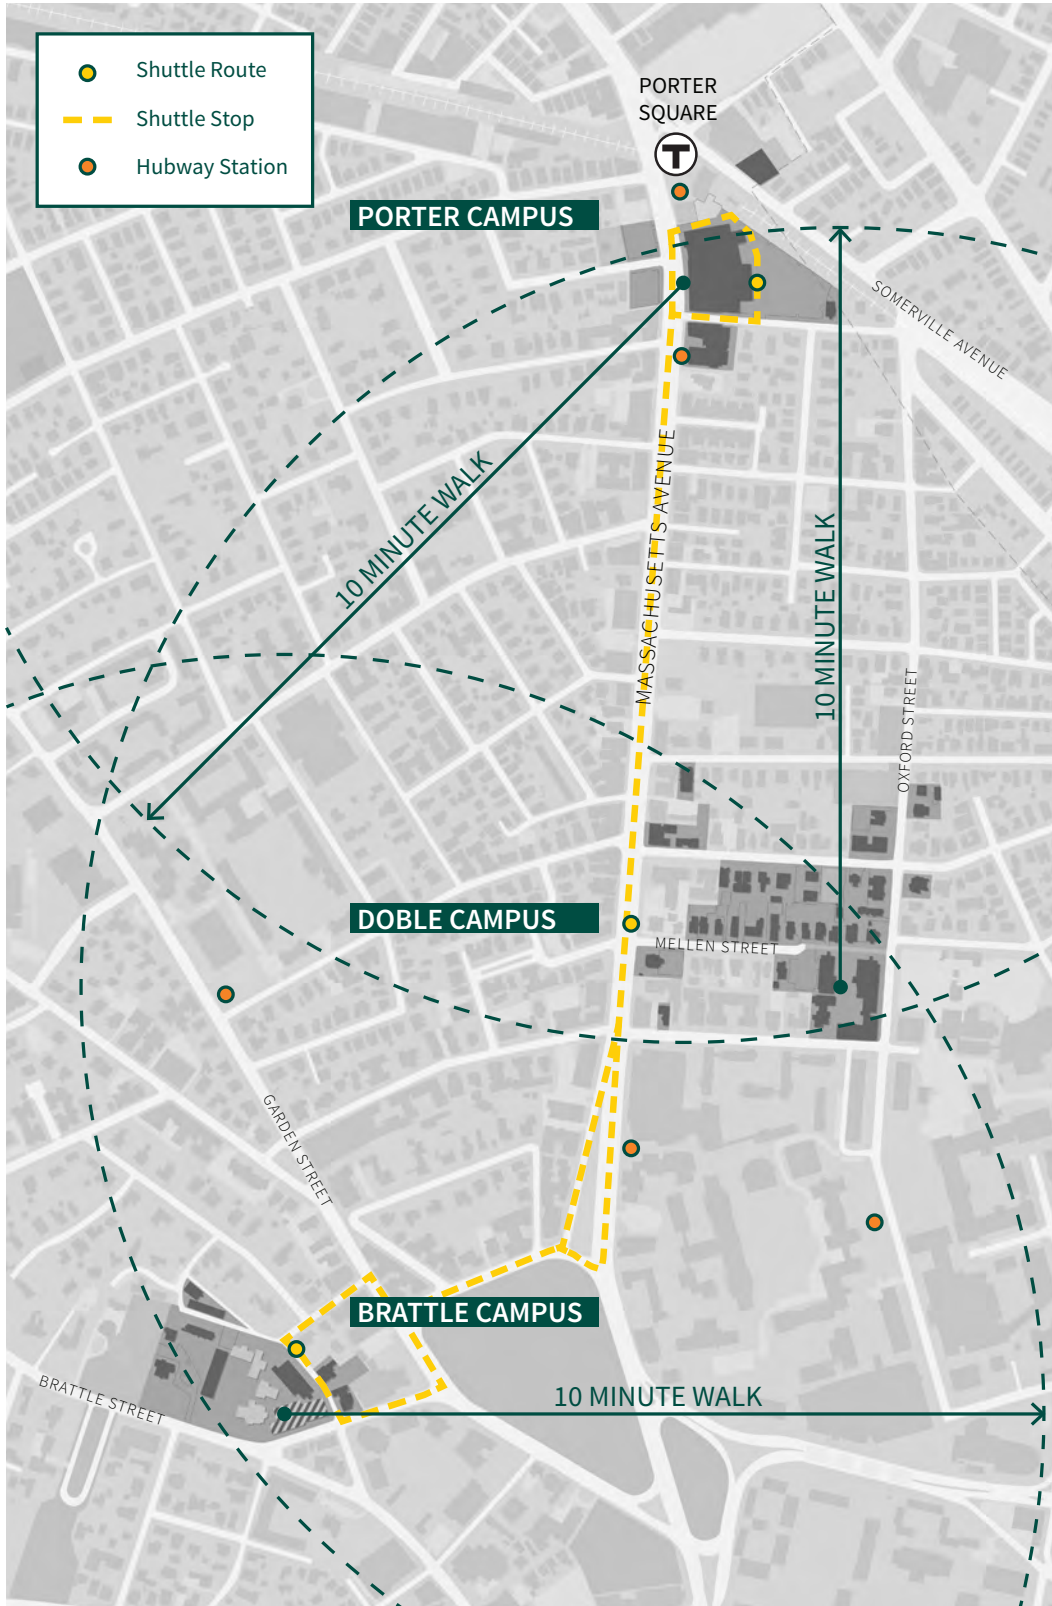 Shuttle Route
Shuttle Stop
Hubway Station
PORTER
SQUARE
T
PORTER CAMPUS
SOMERVILLE AVENUE
MASSACHUSETTS AVENUE
10 MINUTE WALK
10 MINUTE WALK
OXFORD STREET
DOBLE CAMPUS
MELLEN STREET
GARDEN STREET
BRATTLE CAMPUS
BRATTLE STREET
10 MINUTE WALK